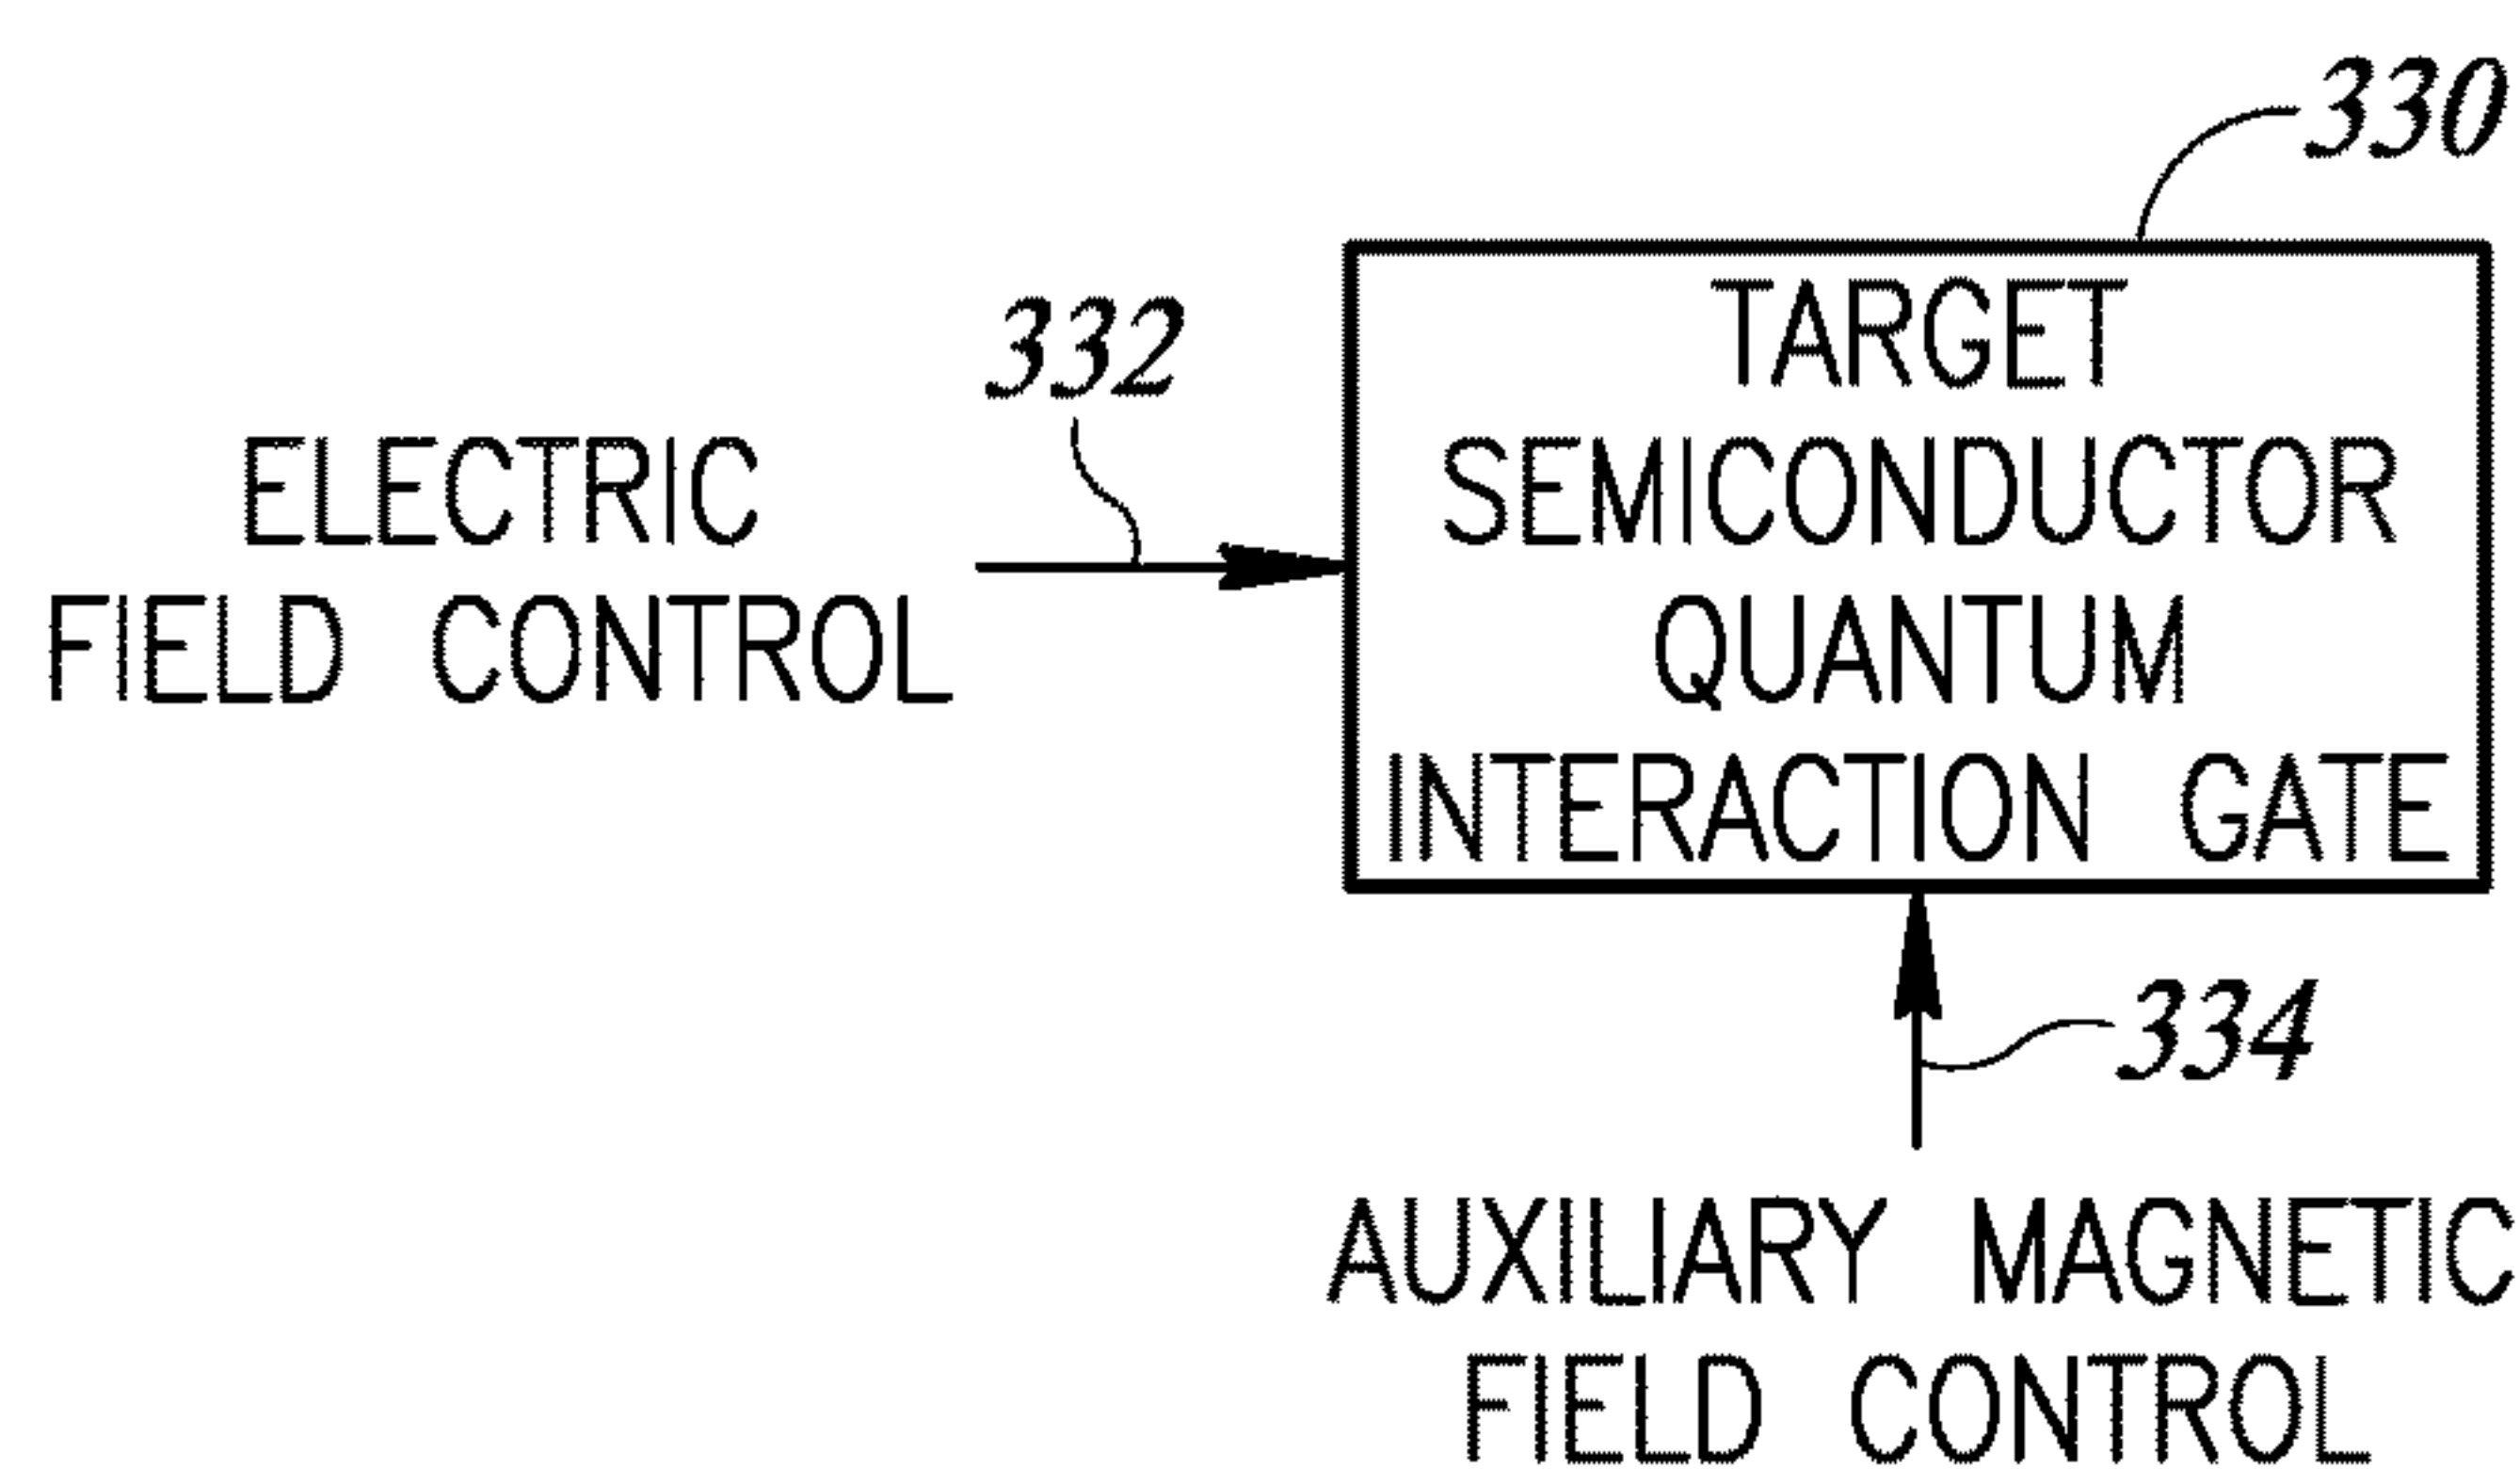 330
332
TARGET
SEMICONDUCTOR
QUANTUM
INTERACTION GATE
ELECTRIC
FIELD CONTROL
334
AUXILIARY MAGNETIC
FIELD CONTROL